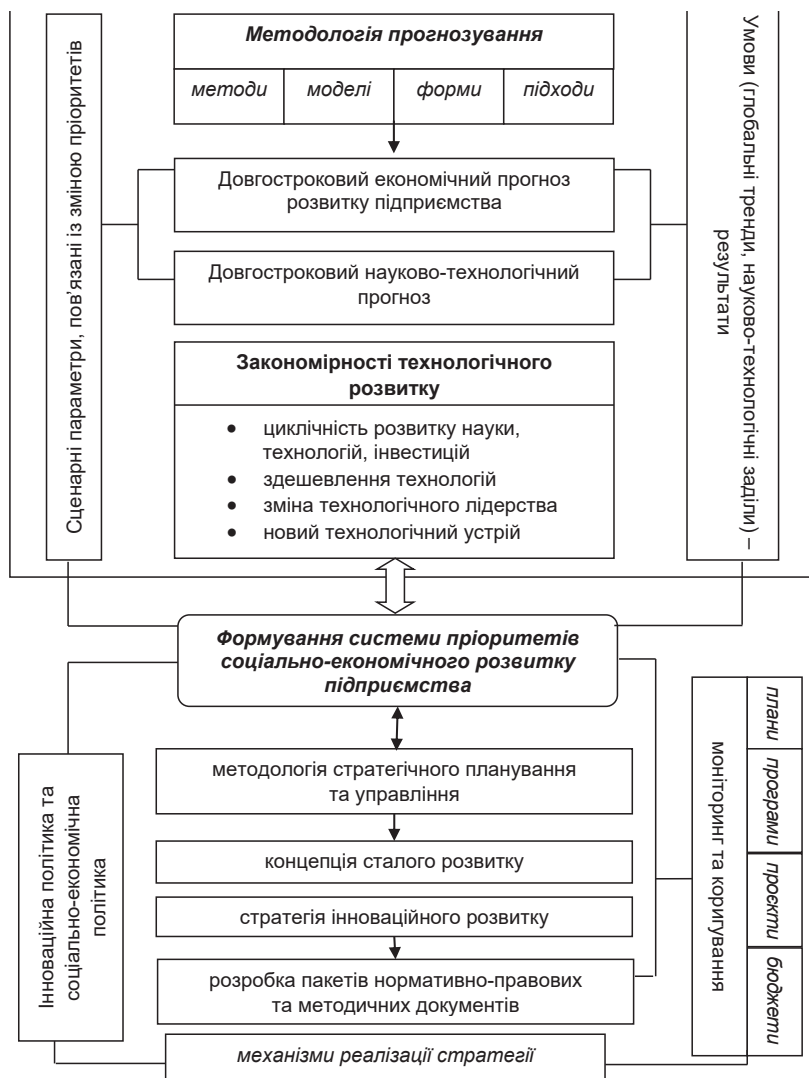 Методологія прогнозування
методи моделі форми підходи
Сценарні параметри, пов'язані із зміною пріоритетів
Довгостроковий економічний прогноз
розвитку підприємства
Довгостроковий науково-технологічний
прогноз
Умови (глобальні тренди, науково-технологічні заділи) –
результати
Закономірності технологічного
розвитку
• циклічність розвитку науки,
технологій, інвестицій
• здешевлення технологій
• зміна технологічного лідерства
• новий технологічний устрій
Формування системи пріоритетів
соціально-економічного розвитку
підприємства
Інноваційна політика та
соціально-економічна
політика
методологія стратегічного планування
та управління
концепція сталого розвитку
стратегія інноваційного розвитку
розробка пакетів нормативно-правових
та методичних документів
механізми реалізації стратегії
моніторинг та коригування
плани
програми
проєкти
бюджети